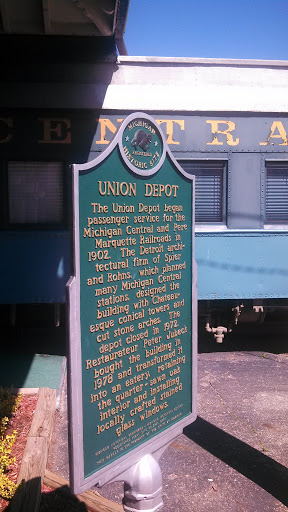 CENTRA
MICHIGAN
HISTORIC SITE
UNION DEPOT
The Union Depot began
passenger service for the
Michigan Central and Pere
Marquette Railroads in
1902. The Detroit archi-
tectural firm of Spier
and Rohns, which planned
many Michigan Central
stations, designed the
building with Chateau-
esque conical towers and
cut stone arches. The
depot closed in 1972.
Restaurateur Peter
bought the building in
1978 and transformed it
into an eatery, retaining
the quarter-sawn oak
interior and installing
locally crafted stained
glass windows.